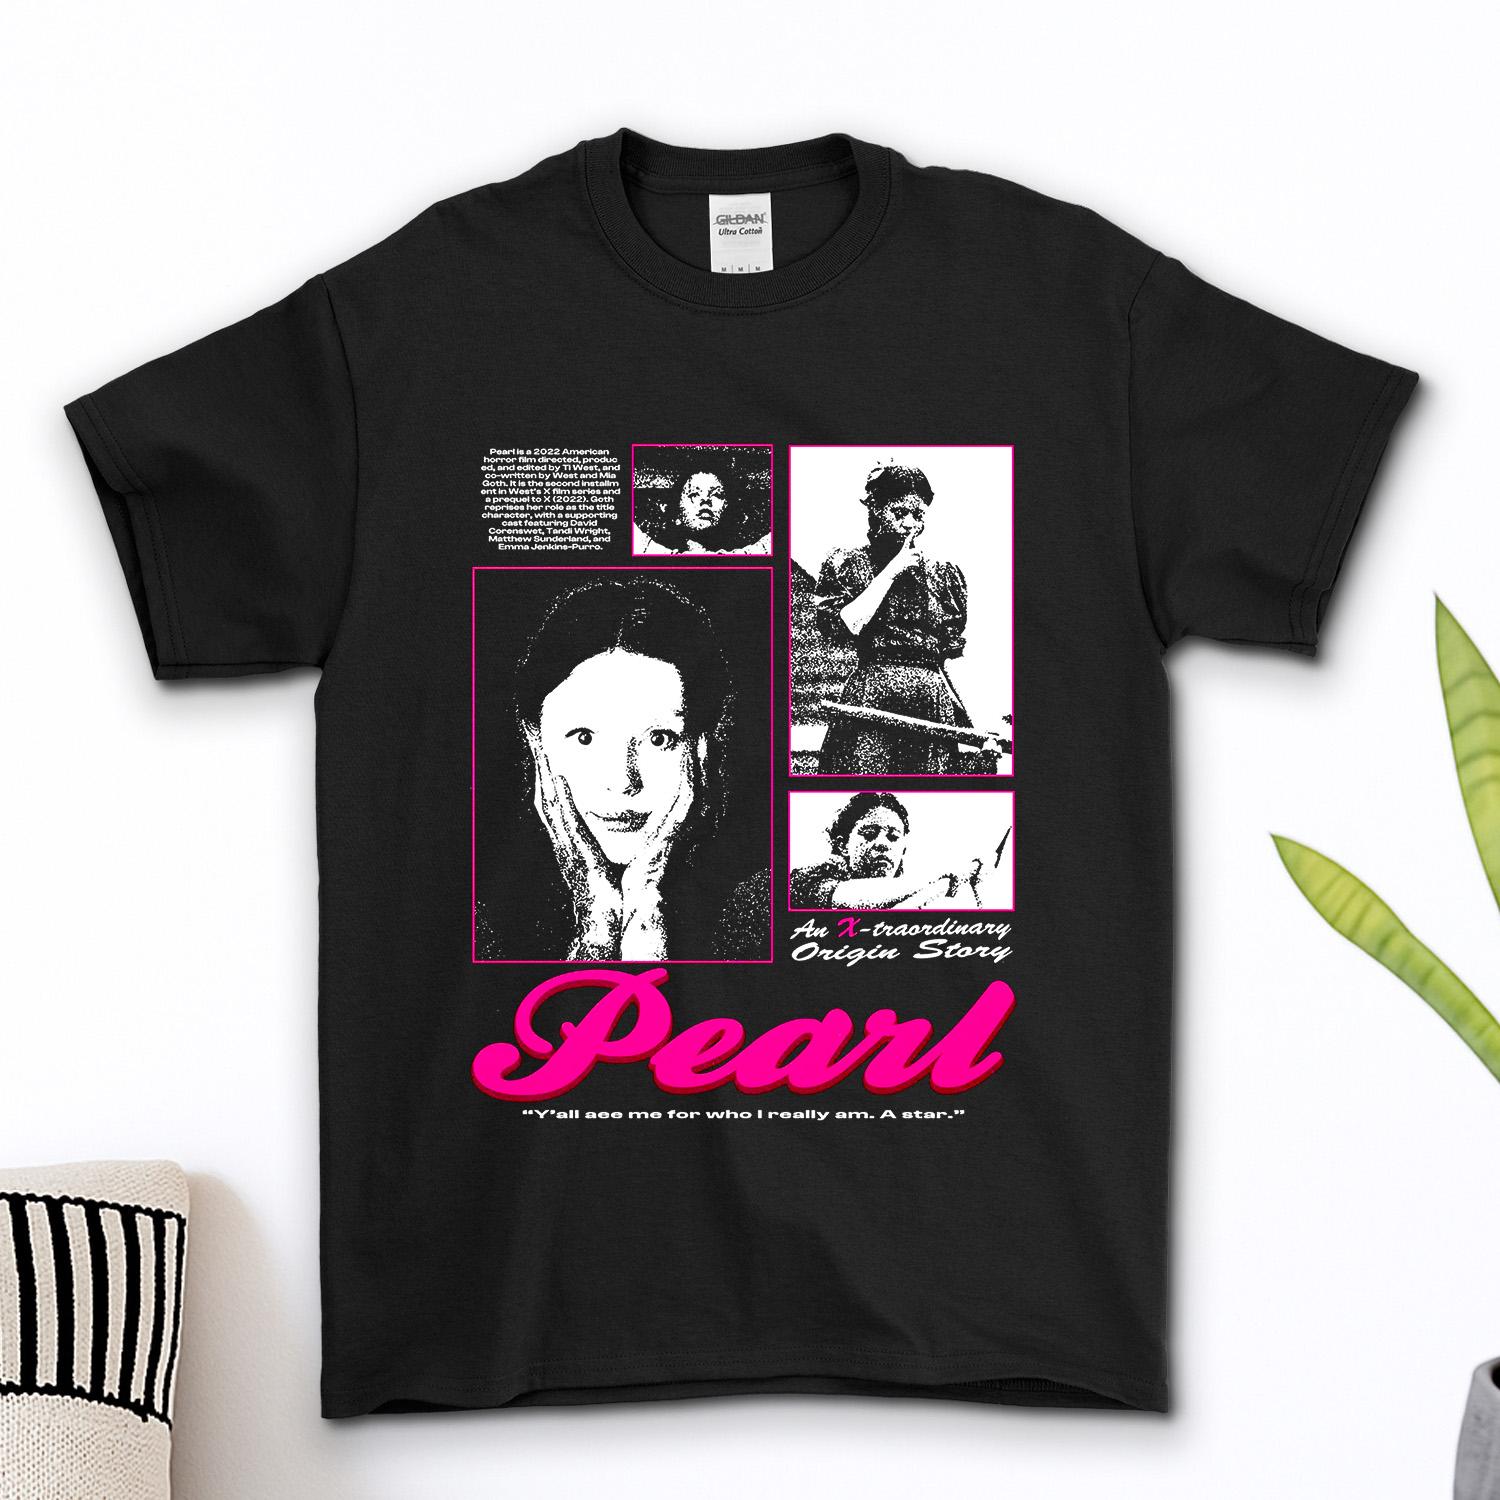 GILDAN
Ultra Cotton
M M M
Pearl is a 2022 American
horror film directed, produc
ed, and edited by Ti West, and
co-written by West and Mia
Goth. It is the second installm
ent in West's X film series and
a prequel to X (2022). Goth
reprises her role as the title
character, with a supporting
cast featuring David
Corenswet, Tandi Wright,
Matthew Sunderland, and
Emma Jenkins-Purro.
An X-traordinary
Origin Story
Pearl
“Y’all aee me for who I really am. A star.”